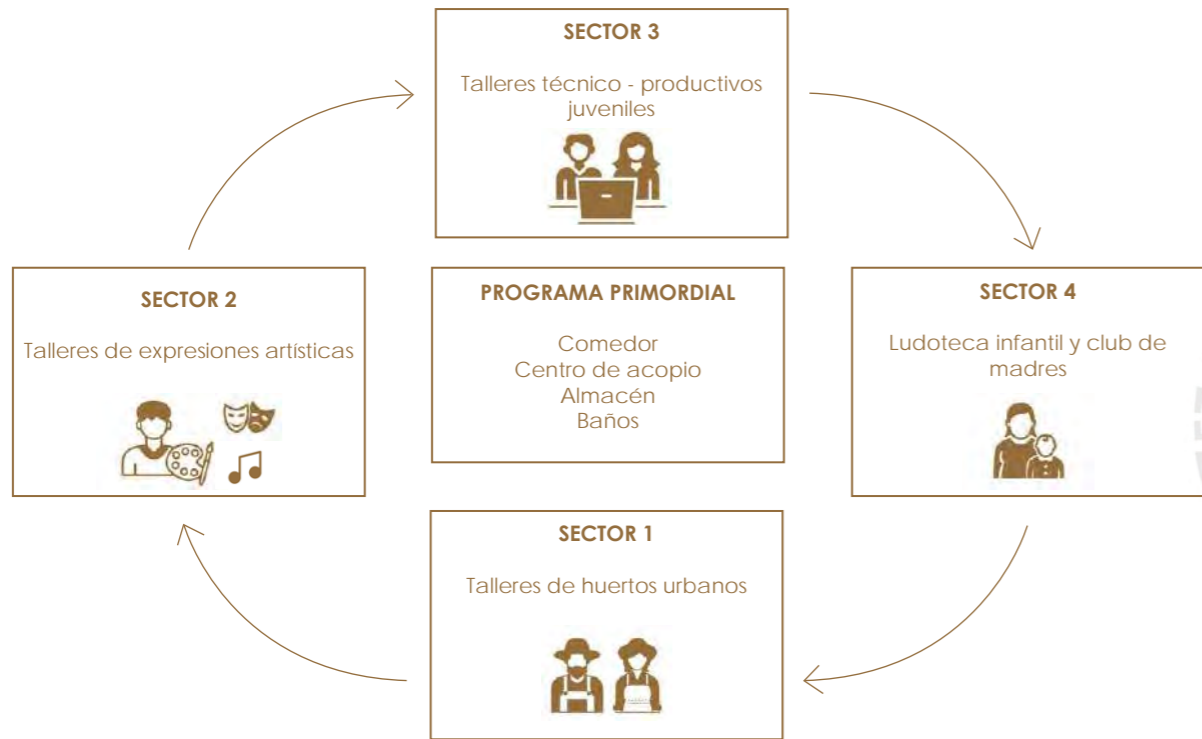 SECTOR 3
Talleres técnico - productivos
juveniles
SECTOR 2
Talleres de expresiones artísticas
PROGRAMA PRIMORDIAL
Comedor
Centro de acopio
Almacén
Baños
SECTOR 4
Ludoteca infantil y club de
madres
SECTOR 1
Talleres de huertos urbanos